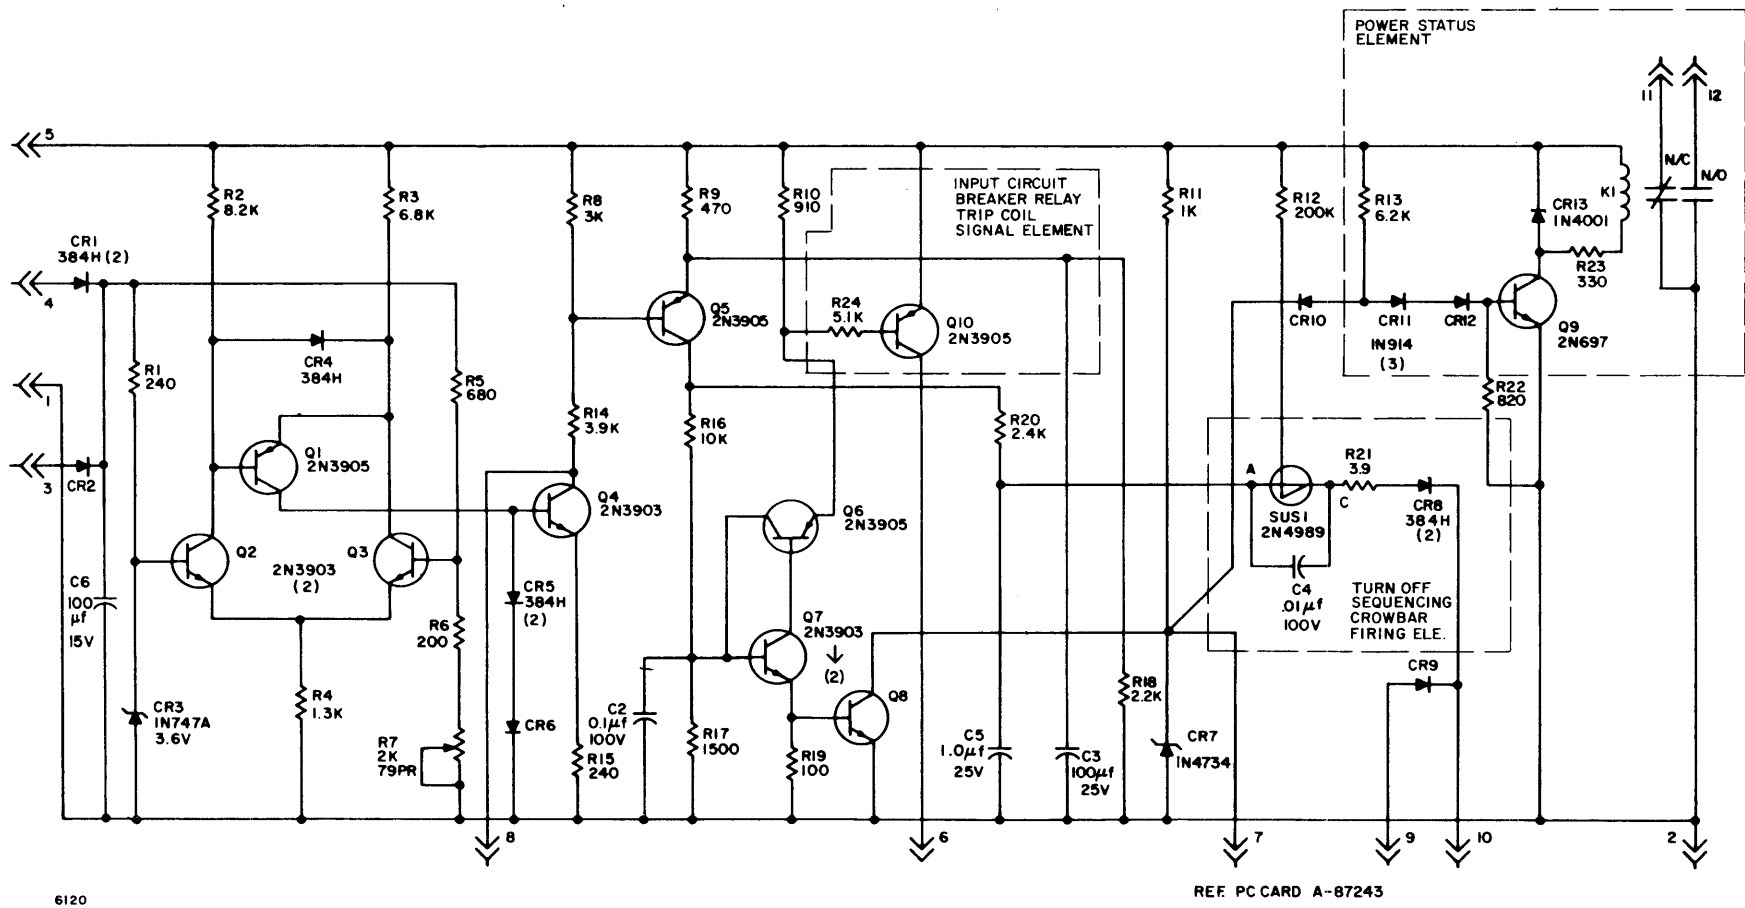 POWER STATUS
ELEMENT
11
12
5
N/C
N/O
K1
R2
8.2K
R3
6.8K
R8
3K
R9
470
R10
910
INPUT CIRCUIT
BREAKER RELAY
TRIP COIL
SIGNAL ELEMENT
R11
1K
R12
200K
R13
6.2K
CR13
1N4001
R23
330
CR1
384H (2)
4
R24
5.1K
Q5
2N3905
Q10
2N3905
CR10
CR11
CR12
1N914
(3)
Q9
2N697
R1
240
CR4
384H
R5
680
1
R14
3.9K
R16
10K
R20
2.4K
R22
820
Q1
2N3905
3
CR2
Q4
2N3903
A
R21
3.9
C
SUS1
2N4989
CR8
384H
(2)
Q6
2N3905
Q2
Q3
2N3903
(2)
C6
100
µf
15V
CR5
384H
(2)
C4
.01µf
100V
TURN OFF
SEQUENCING
CROWBAR
FIRING ELE.
R6
200
Q7
2N3903
↓
(2)
CR9
R4
1.3K
CR3
1N747A
3.6V
C2
0.1µf
100V
Q8
R18
2.2K
R7
2K
79PR
CR6
R15
240
R17
1500
R19
100
C5
1.0µf
25V
C3
100µf
25V
CR7
1N4734
8
6
7
9
10
2
6120
REF. PC CARD A-87243